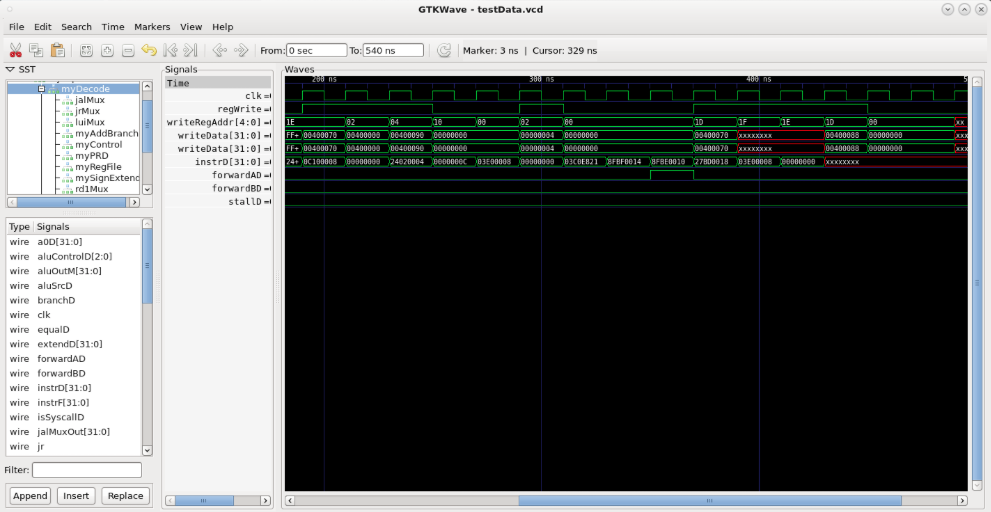 GTKWave - testData.vcd
File Edit Search Time Markers View Help
From: 0 sec To: 540 ns Marker: 3 ns | Cursor: 329 ns
SST
myDecode
jalMux
jrMux
luiMux
myAddBranch
myControl
myPRD
myRegFile
mySignExtend
rd1Mux
Type Signals
wire a0D[31:0]
wire aluControlD[2:0]
wire aluOutM[31:0]
wire aluSrcD
wire branchD
wire clk
wire equalD
wire extendD[31:0]
wire forwardAD
wire forwardBD
wire instrD[31:0]
wire instrF[31:0]
wire isSyscallD
wire jalMuxOut[31:0]
wire jr
Filter:
Append Insert Replace
Signals
Time
clk
regWrite
writeRegAddr[4:0]
writeData[31:0]
writeData[31:0]
instrD[31:0]
forwardAD
forwardBD
stallD
Waves
200 ns 300 ns 400 ns 5
1E 02 04 10 00 02 00 1D 1F 1E 1D 00 xx
FF+ 00400070 00400000 00400090 00000000 00000004 00000000 00400070 xxxxxxxx 00400088 00000000 xxx
FF+ 00400070 00400000 00400090 00000000 00000004 00000000 00400070 xxxxxxxx 00400088 00000000 xxx
24+ 0C100008 00000000 24020004 0000000C 03E00008 00000000 03C0E821 8FBF0014 8FBE0010 27BD0018 03E00008 00000000 xxxxxxxx